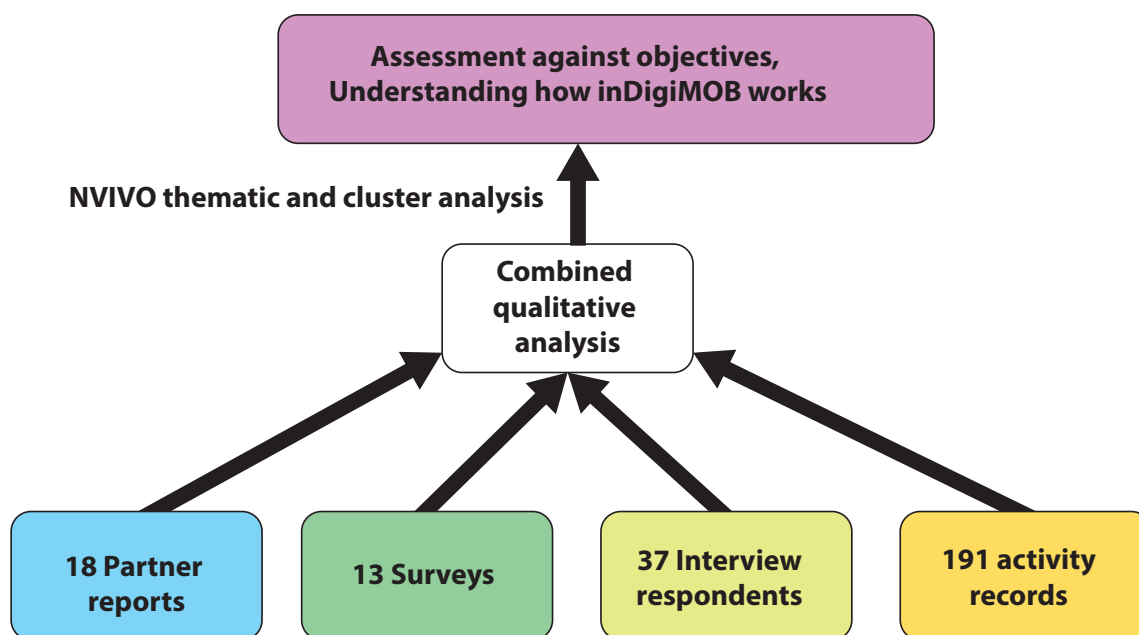 Assessment against objectives,
Understanding how inDigiMOB works
NVIVO thematic and cluster analysis
Combined
qualitative
analysis
18 Partner
reports
13 Surveys
37 Interview
respondents
191 activity
records